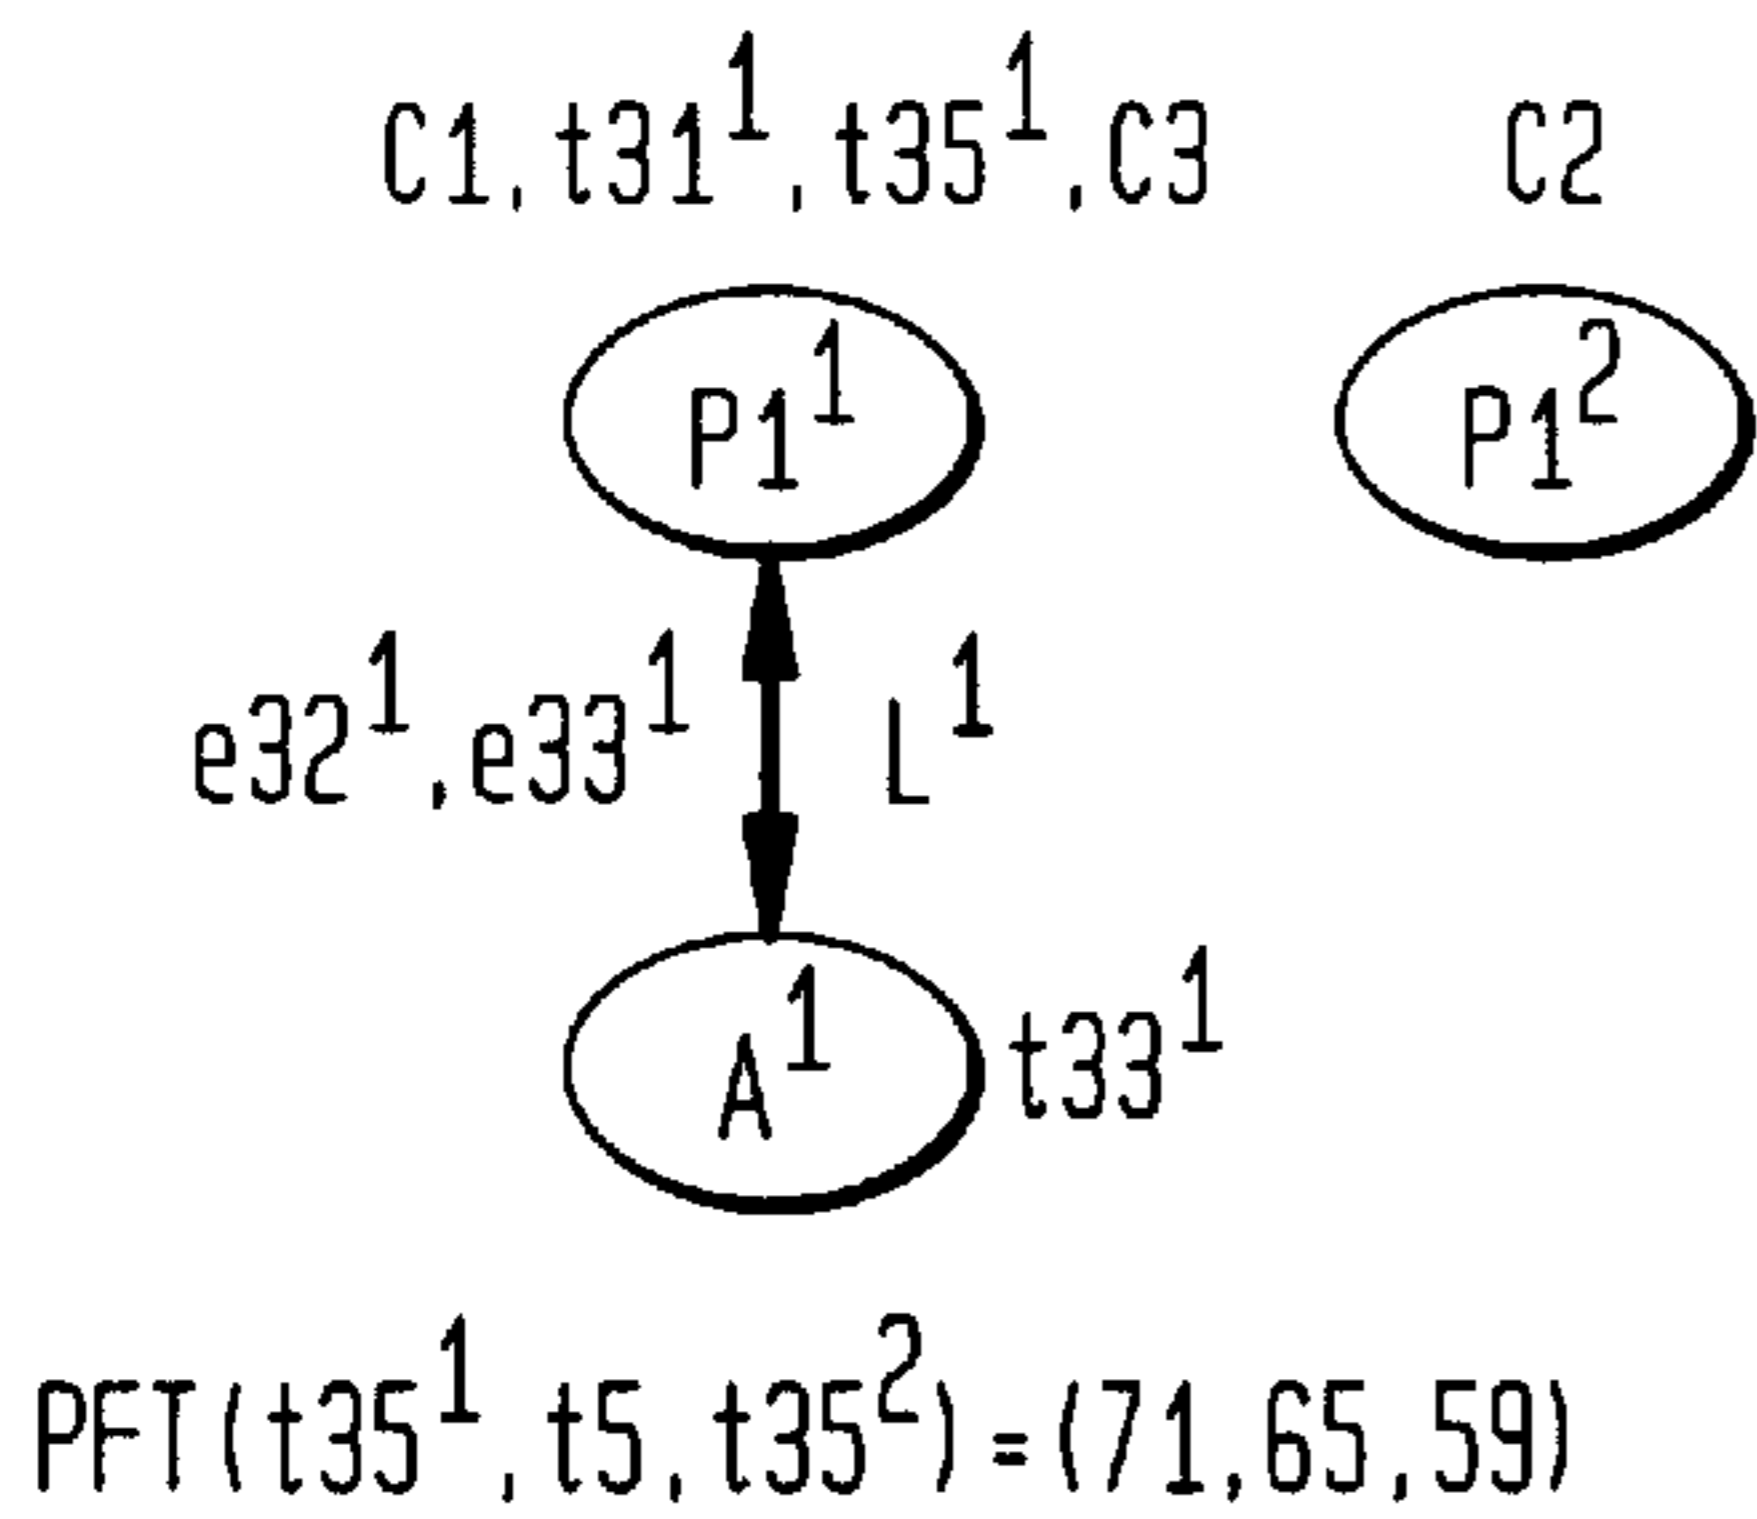 C1,t31¹,t35¹,C3 C2
P1¹ P1²
e32¹,e33¹ L¹
A¹ t33¹
PFT(t35¹,t5,t35²)=(71,65,59)